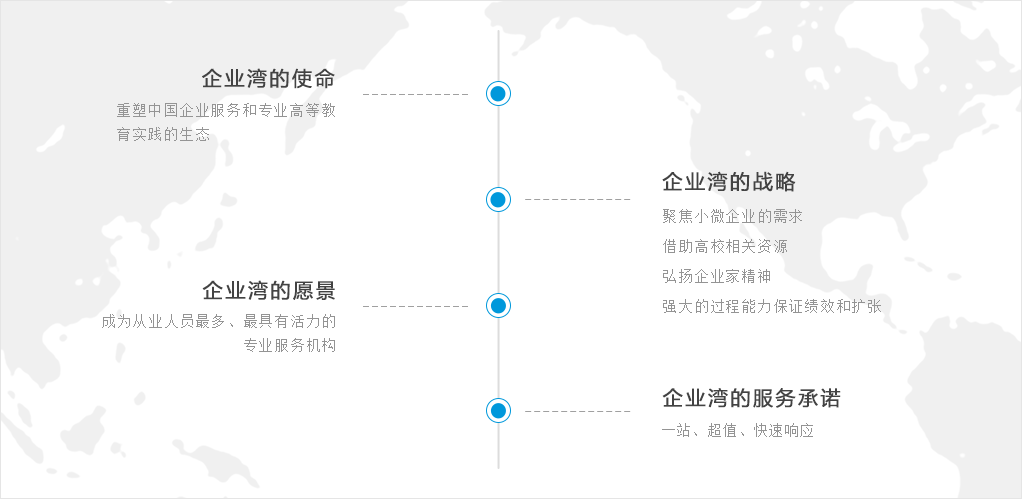 企业湾的使命
重塑中国企业服务和专业高等教
育实践的生态
企业湾的战略
聚焦小微企业的需求
借助高校相关资源
弘扬企业家精神
强大的过程能力保证绩效和扩张
企业湾的愿景
成为从业人员最多、最具有活力的
专业服务机构
企业湾的服务承诺
一站、超值、快速响应